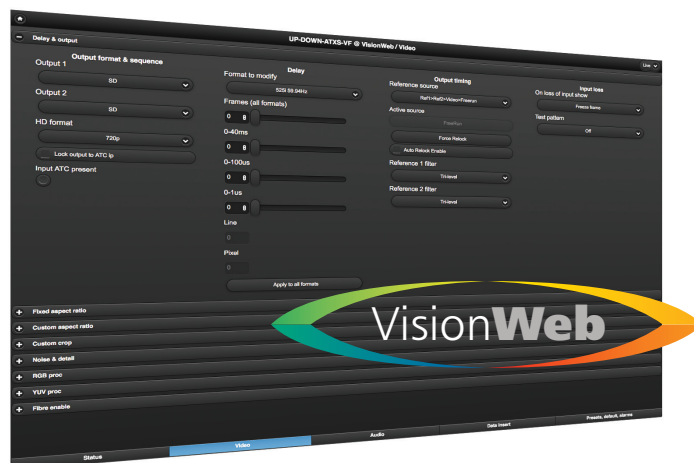 UP-DOWN-ATXS-VF @ VisionWeb / Video
Live
Delay & output
Output format & sequence
Output 1
SD
Output 2
SD
HD format
720p
Lock output to ATC ip
Input ATC present
Delay
Format to modify
525i 59.94Hz
Frames (all formats)
0
0-40ms
0
0-100us
0
0-1us
0
Line
0
Pixel
0
Apply to all formats
Output timing
Reference source
Ref1>Ref2>Video>Freerun
Active source
FreeRun
Force Relock
Auto Relock Enable
Reference 1 filter
Tri-level
Reference 2 filter
Tri-level
Input loss
On loss of input show
Freeze frame
Test pattern
Off
Fixed aspect ratio
Custom aspect ratio
Custom crop
Noise & detail
RGB proc
YUV proc
Fibre enable
VisionWeb
Status
Video
Audio
Data insert
Presets, default, alarms